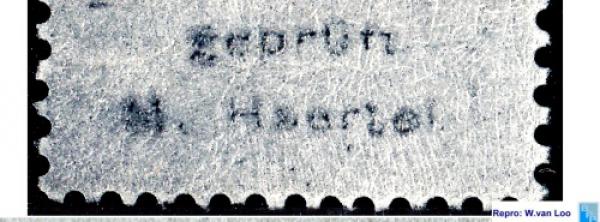 geprüft
H. Haertel
Repro: W.van Loo